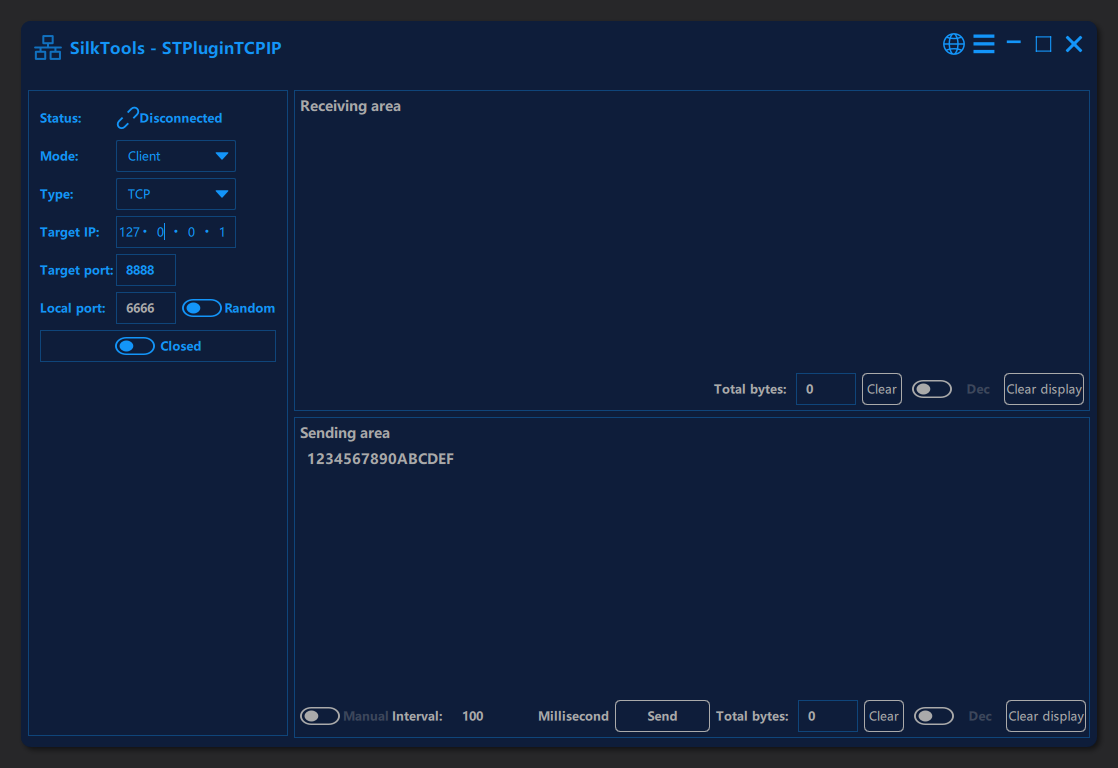 SilkTools - STPluginTCPIP
Status: Disconnected
Mode: Client
Type: TCP
Target IP: 127 . 0 . 0 . 1
Target port: 8888
Local port: 6666 Random
Closed
Receiving area
Total bytes: 0 Clear Dec Clear display
Sending area
1234567890ABCDEF
Manual Interval: 100 Millisecond Send Total bytes: 0 Clear Dec Clear display